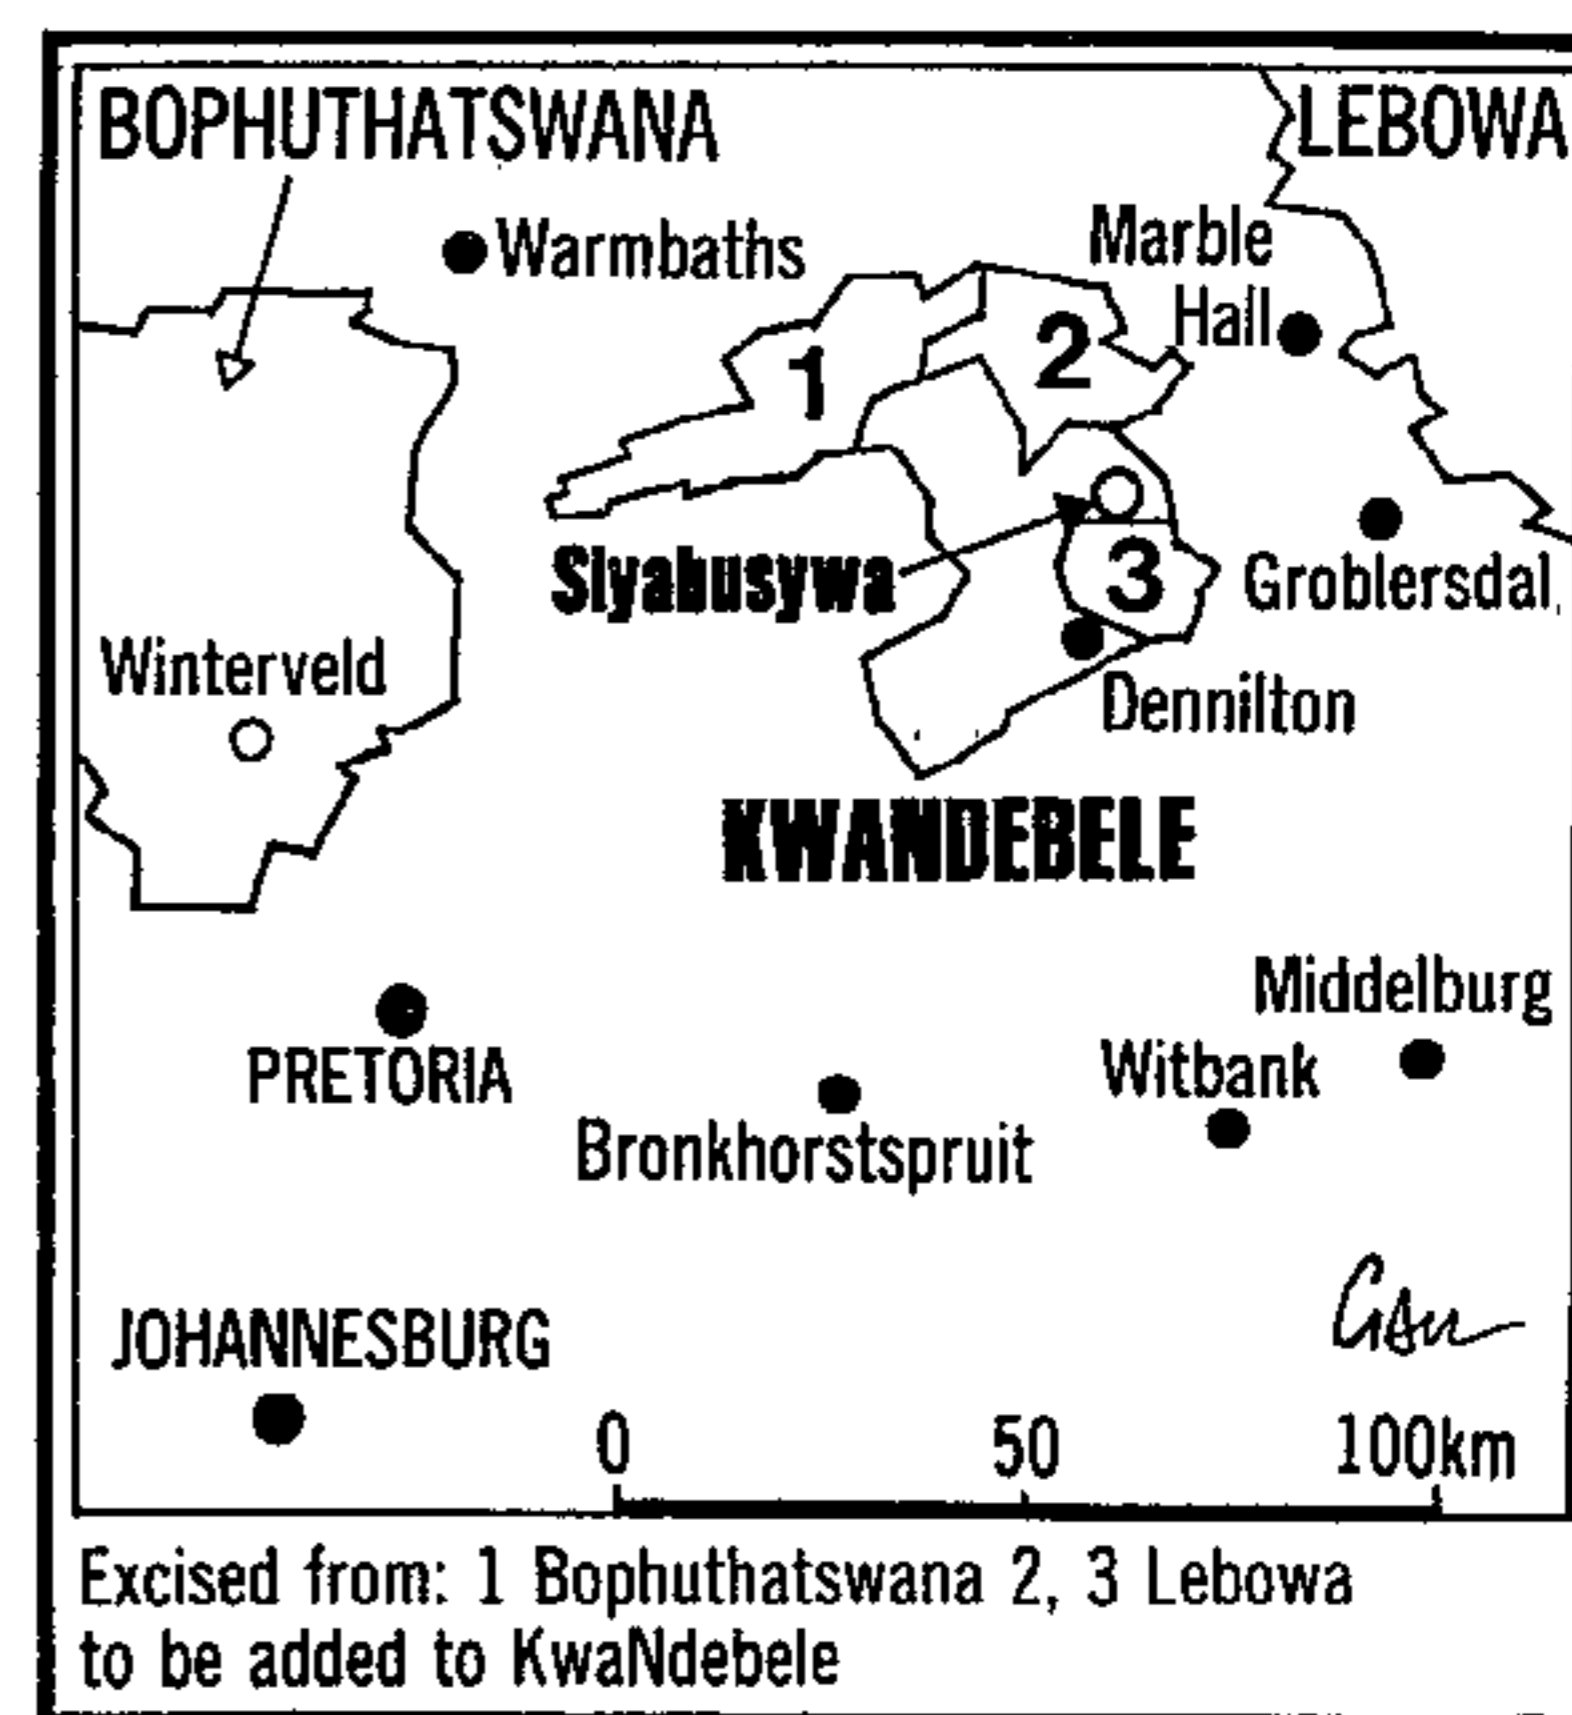 BOPHUTHATSWANA
LEBOWA
Warmbaths
Marble
Hall
1
2
Siyabusywa
3
Groblersdal
Winterveld
Dennilton
KWANDEBELE
Middelburg
PRETORIA
Witbank
Bronkhorstspruit
JOHANNESBURG
0 50 100km
Excised from: 1 Bophuthatswana 2, 3 Lebowa
to be added to KwaNdebele